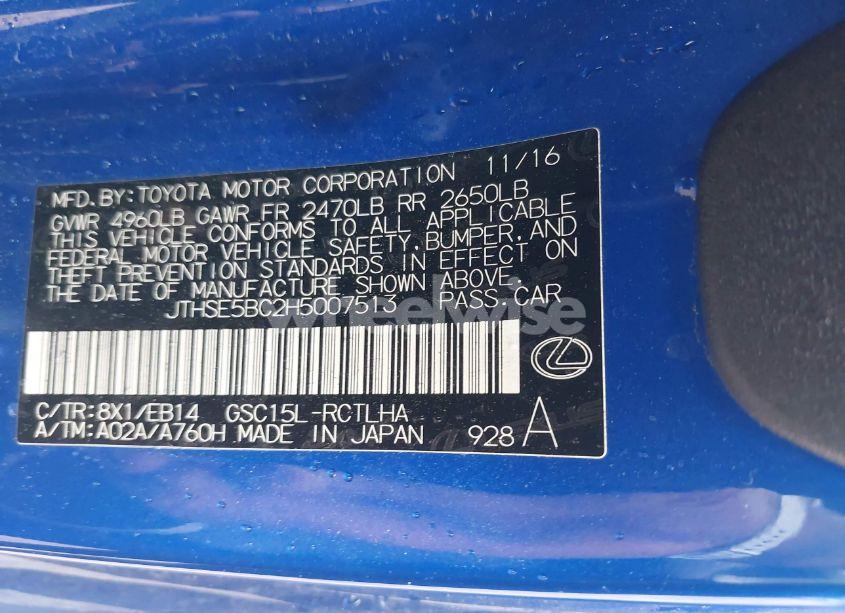 MFD. BY: TOYOTA MOTOR CORPORATION 11/16
GVWR 4960LB GAWR FR 2470LB RR 2650LB
THIS VEHICLE CONFORMS TO ALL APPLICABLE
FEDERAL MOTOR VEHICLE SAFETY, BUMPER, AND
THEFT PREVENTION STANDARDS IN EFFECT ON
THE DATE OF MANUFACTURE SHOWN ABOVE.
JTHSE5BC2H5007513 PASS.CAR
wheelwise
C/TR: 8X1/EB14 GSC15L-RCTLHA
A/TM: A02A/A760H MADE IN JAPAN 928 A